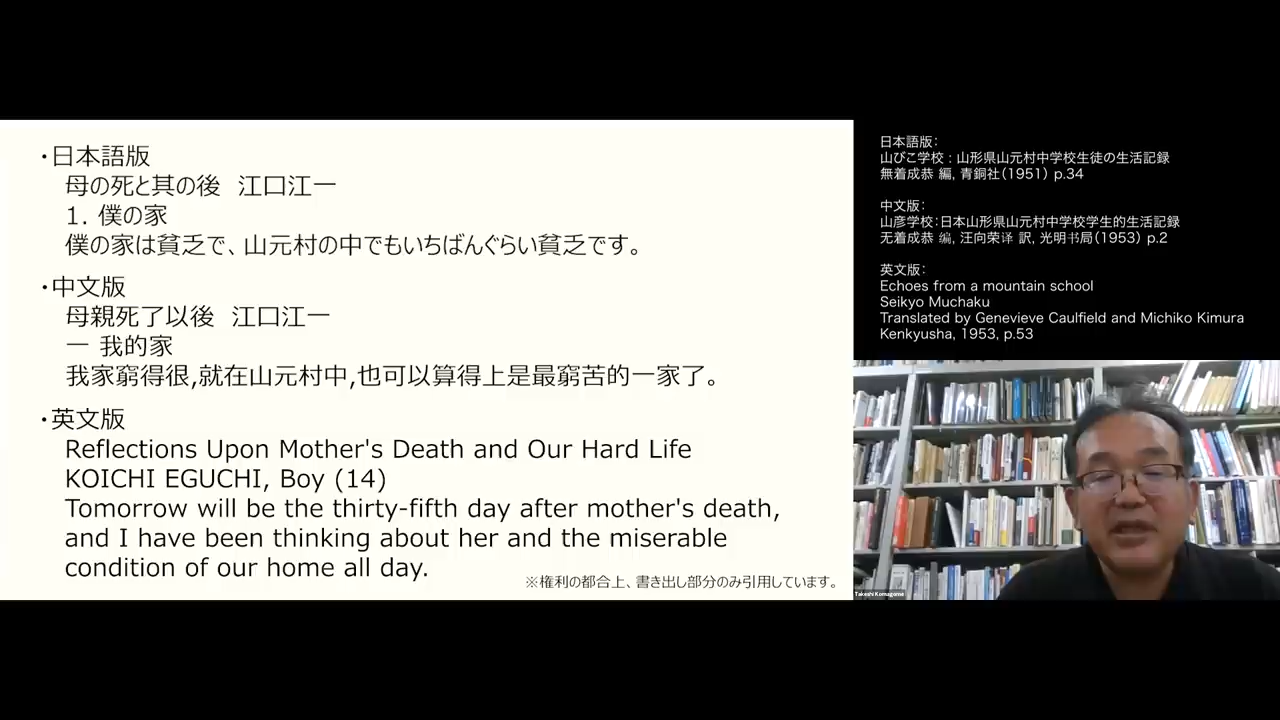 ・日本語版
母の死と其の後 江口江一
1. 僕の家
僕の家は貧乏で、山元村の中でもいちばんぐらい貧乏です。
・中文版
母親死了以後 江口江一
一 我的家
我家窮得很,就在山元村中,也可以算得上是最窮苦的一家了。
・英文版
Reflections Upon Mother's Death and Our Hard Life
KOICHI EGUCHI, Boy (14)
Tomorrow will be the thirty-fifth day after mother's death,
and I have been thinking about her and the miserable
condition of our home all day.
※権利の都合上、書き出し部分のみ引用しています。
日本語版：
山びこ学校 : 山形県山元村中学校生徒の生活記録
無着成恭 編, 青銅社(1951) p.34
中文版：
山彦学校：日本山形県山元村中学校学生的生活記録
无着成恭 编, 汪向荣译 訳, 光明书局(1953) p.2
英文版：
Echoes from a mountain school
Seikyo Muchaku
Translated by Genevieve Caulfield and Michiko Kimura
Kenkyusha, 1953, p.53
Takeshi Komagome